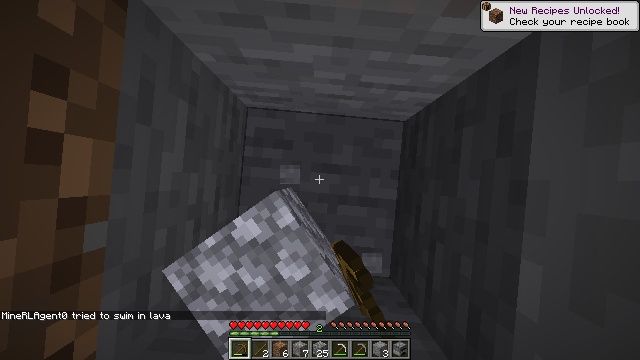 New Recipes Unlocked!
Check your recipe book
MineRLAgent0 tried to swim in lava
2
2 6 7 25 3